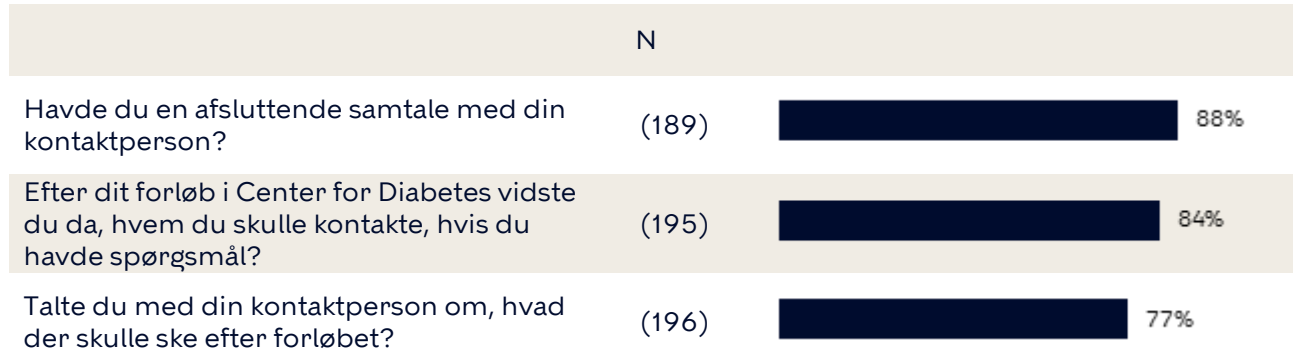 N
Havde du en afsluttende samtale med din
kontaktperson?
(189)
88%
Efter dit forløb i Center for Diabetes vidste
du da, hvem du skulle kontakte, hvis du
havde spørgsmål?
(195)
84%
Talte du med din kontaktperson om, hvad
der skulle ske efter forløbet?
(196)
77%